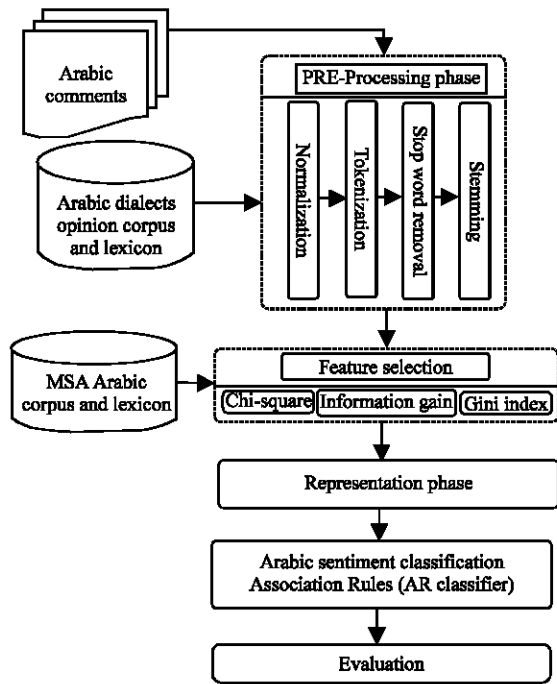 Arabic
comments
PRE-Processing phase
Normalization
Tokenization
Stop word removal
Stemming
Arabic dialects
opinion corpus
and lexicon
MSA Arabic
corpus and lexicon
Feature selection
Chi-square
Information gain
Gini index
Representation phase
Arabic sentiment classification
Association Rules (AR classifier)
Evaluation